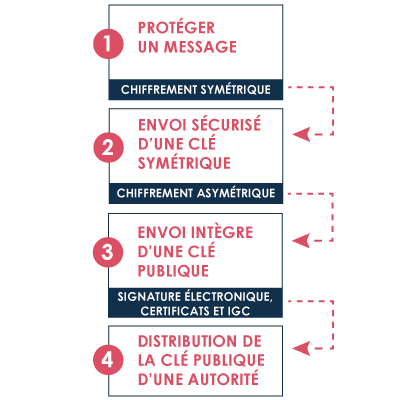 1
PROTÉGER
UN MESSAGE
CHIFFREMENT SYMÉTRIQUE
2
ENVOI SÉCURISÉ
D’UNE CLÉ
SYMÉTRIQUE
CHIFFREMENT ASYMÉTRIQUE
3
ENVOI INTÈGRE
D’UNE CLÉ
PUBLIQUE
SIGNATURE ÉLECTRONIQUE,
CERTIFICATS ET IGC
4
DISTRIBUTION DE
LA CLÉ PUBLIQUE
D’UNE AUTORITÉ